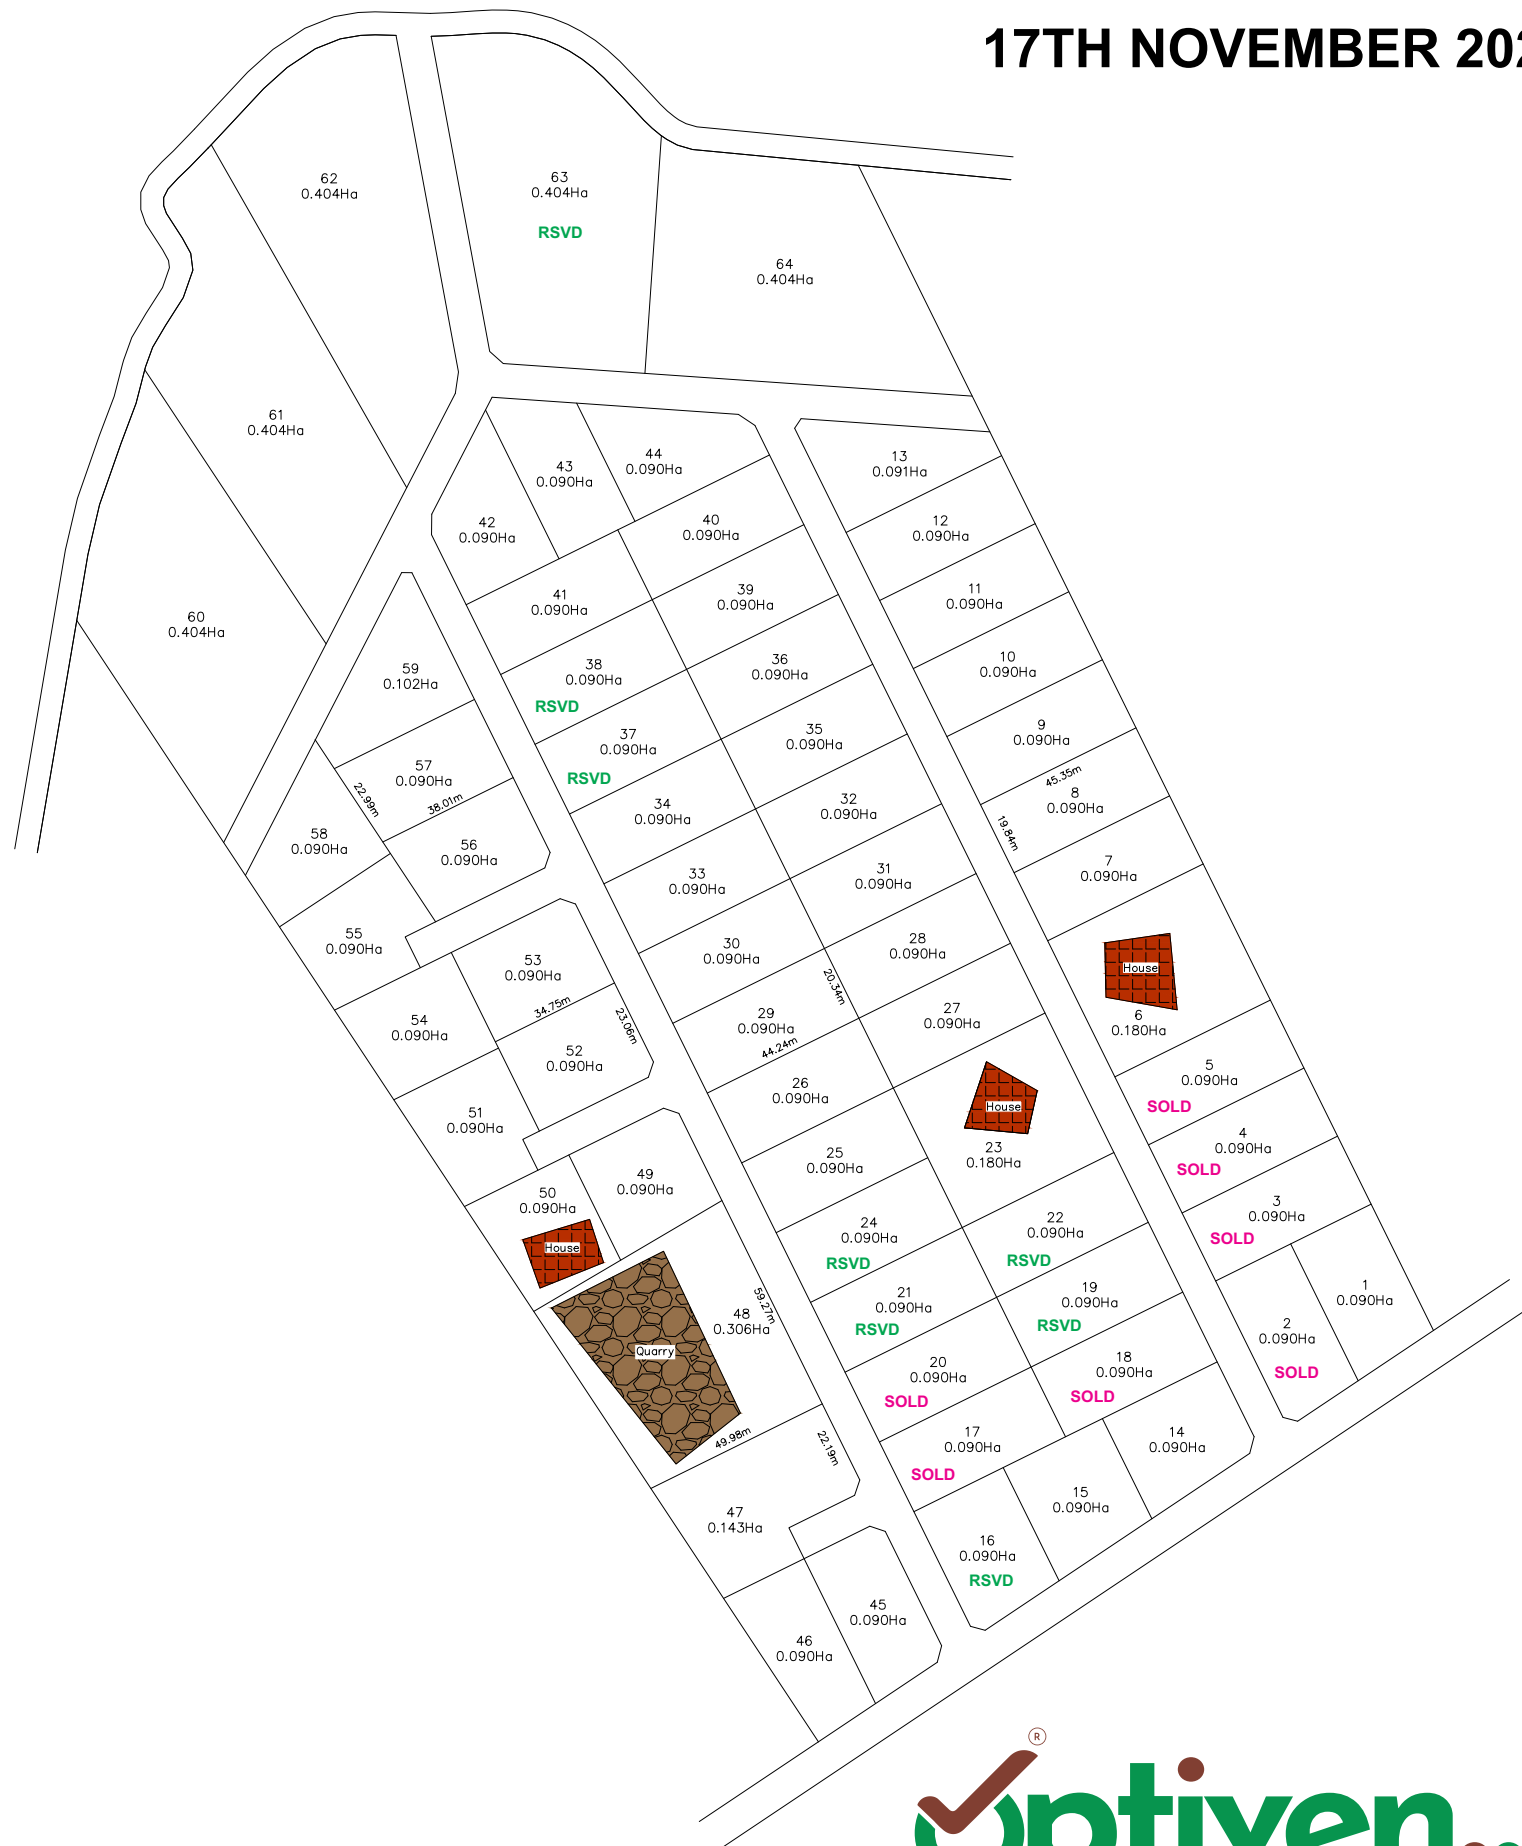 17TH NOVEMBER 202
62
0.404Ha
63
0.404Ha
RSVD
64
0.404Ha
61
0.404Ha
60
0.404Ha
44
0.090Ha
43
0.090Ha
42
0.090Ha
13
0.091Ha
40
0.090Ha
12
0.090Ha
41
0.090Ha
39
0.090Ha
11
0.090Ha
59
0.102Ha
38
0.090Ha
RSVD
36
0.090Ha
10
0.090Ha
37
0.090Ha
RSVD
35
0.090Ha
9
0.090Ha
45.35m
57
0.090Ha
38.01m
22.99m
34
0.090Ha
32
0.090Ha
8
0.090Ha
19.84m
58
0.090Ha
56
0.090Ha
33
0.090Ha
31
0.090Ha
7
0.090Ha
55
0.090Ha
53
0.090Ha
34.75m
30
0.090Ha
28
0.090Ha
House
6
0.180Ha
20.34m
54
0.090Ha
23.06m
29
0.090Ha
44.24m
27
0.090Ha
52
0.090Ha
5
0.090Ha
SOLD
26
0.090Ha
House
23
0.180Ha
51
0.090Ha
4
0.090Ha
SOLD
25
0.090Ha
50
0.090Ha
House
49
0.090Ha
3
0.090Ha
SOLD
24
0.090Ha
RSVD
22
0.090Ha
RSVD
59.27m
48
0.306Ha
Quarry
21
0.090Ha
RSVD
19
0.090Ha
RSVD
1
0.090Ha
2
0.090Ha
SOLD
20
0.090Ha
SOLD
18
0.090Ha
SOLD
49.98m
22.19m
17
0.090Ha
SOLD
14
0.090Ha
47
0.143Ha
15
0.090Ha
16
0.090Ha
RSVD
45
0.090Ha
46
0.090Ha
®
Optiven